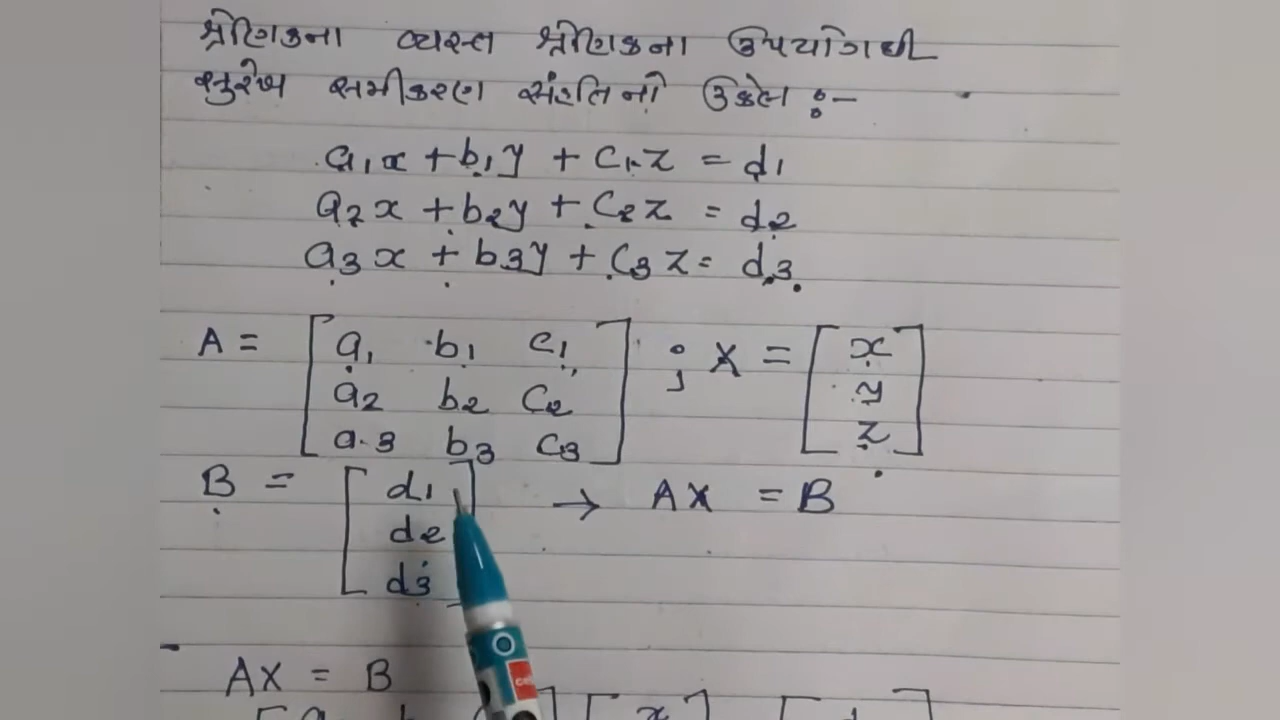 શ્રેણિકના વ્યસ્ત શ્રેણિકના ઉપયોગથી
સુરેખ સમીકરણ સંહતિનો ઉકેલ :-
a₁x + b₁y + c₁z = d₁
a₂x + b₂y + c₂z = d₂
a₃x + b₃y + c₃z = d₃
A = [ a₁ b₁ c₁ ] ; X = [ x ]
a₂ b₂ c₂ y
a₃ b₃ c₃ z
B = [ d₁ ] → AX = B
d₂
d₃
AX = B